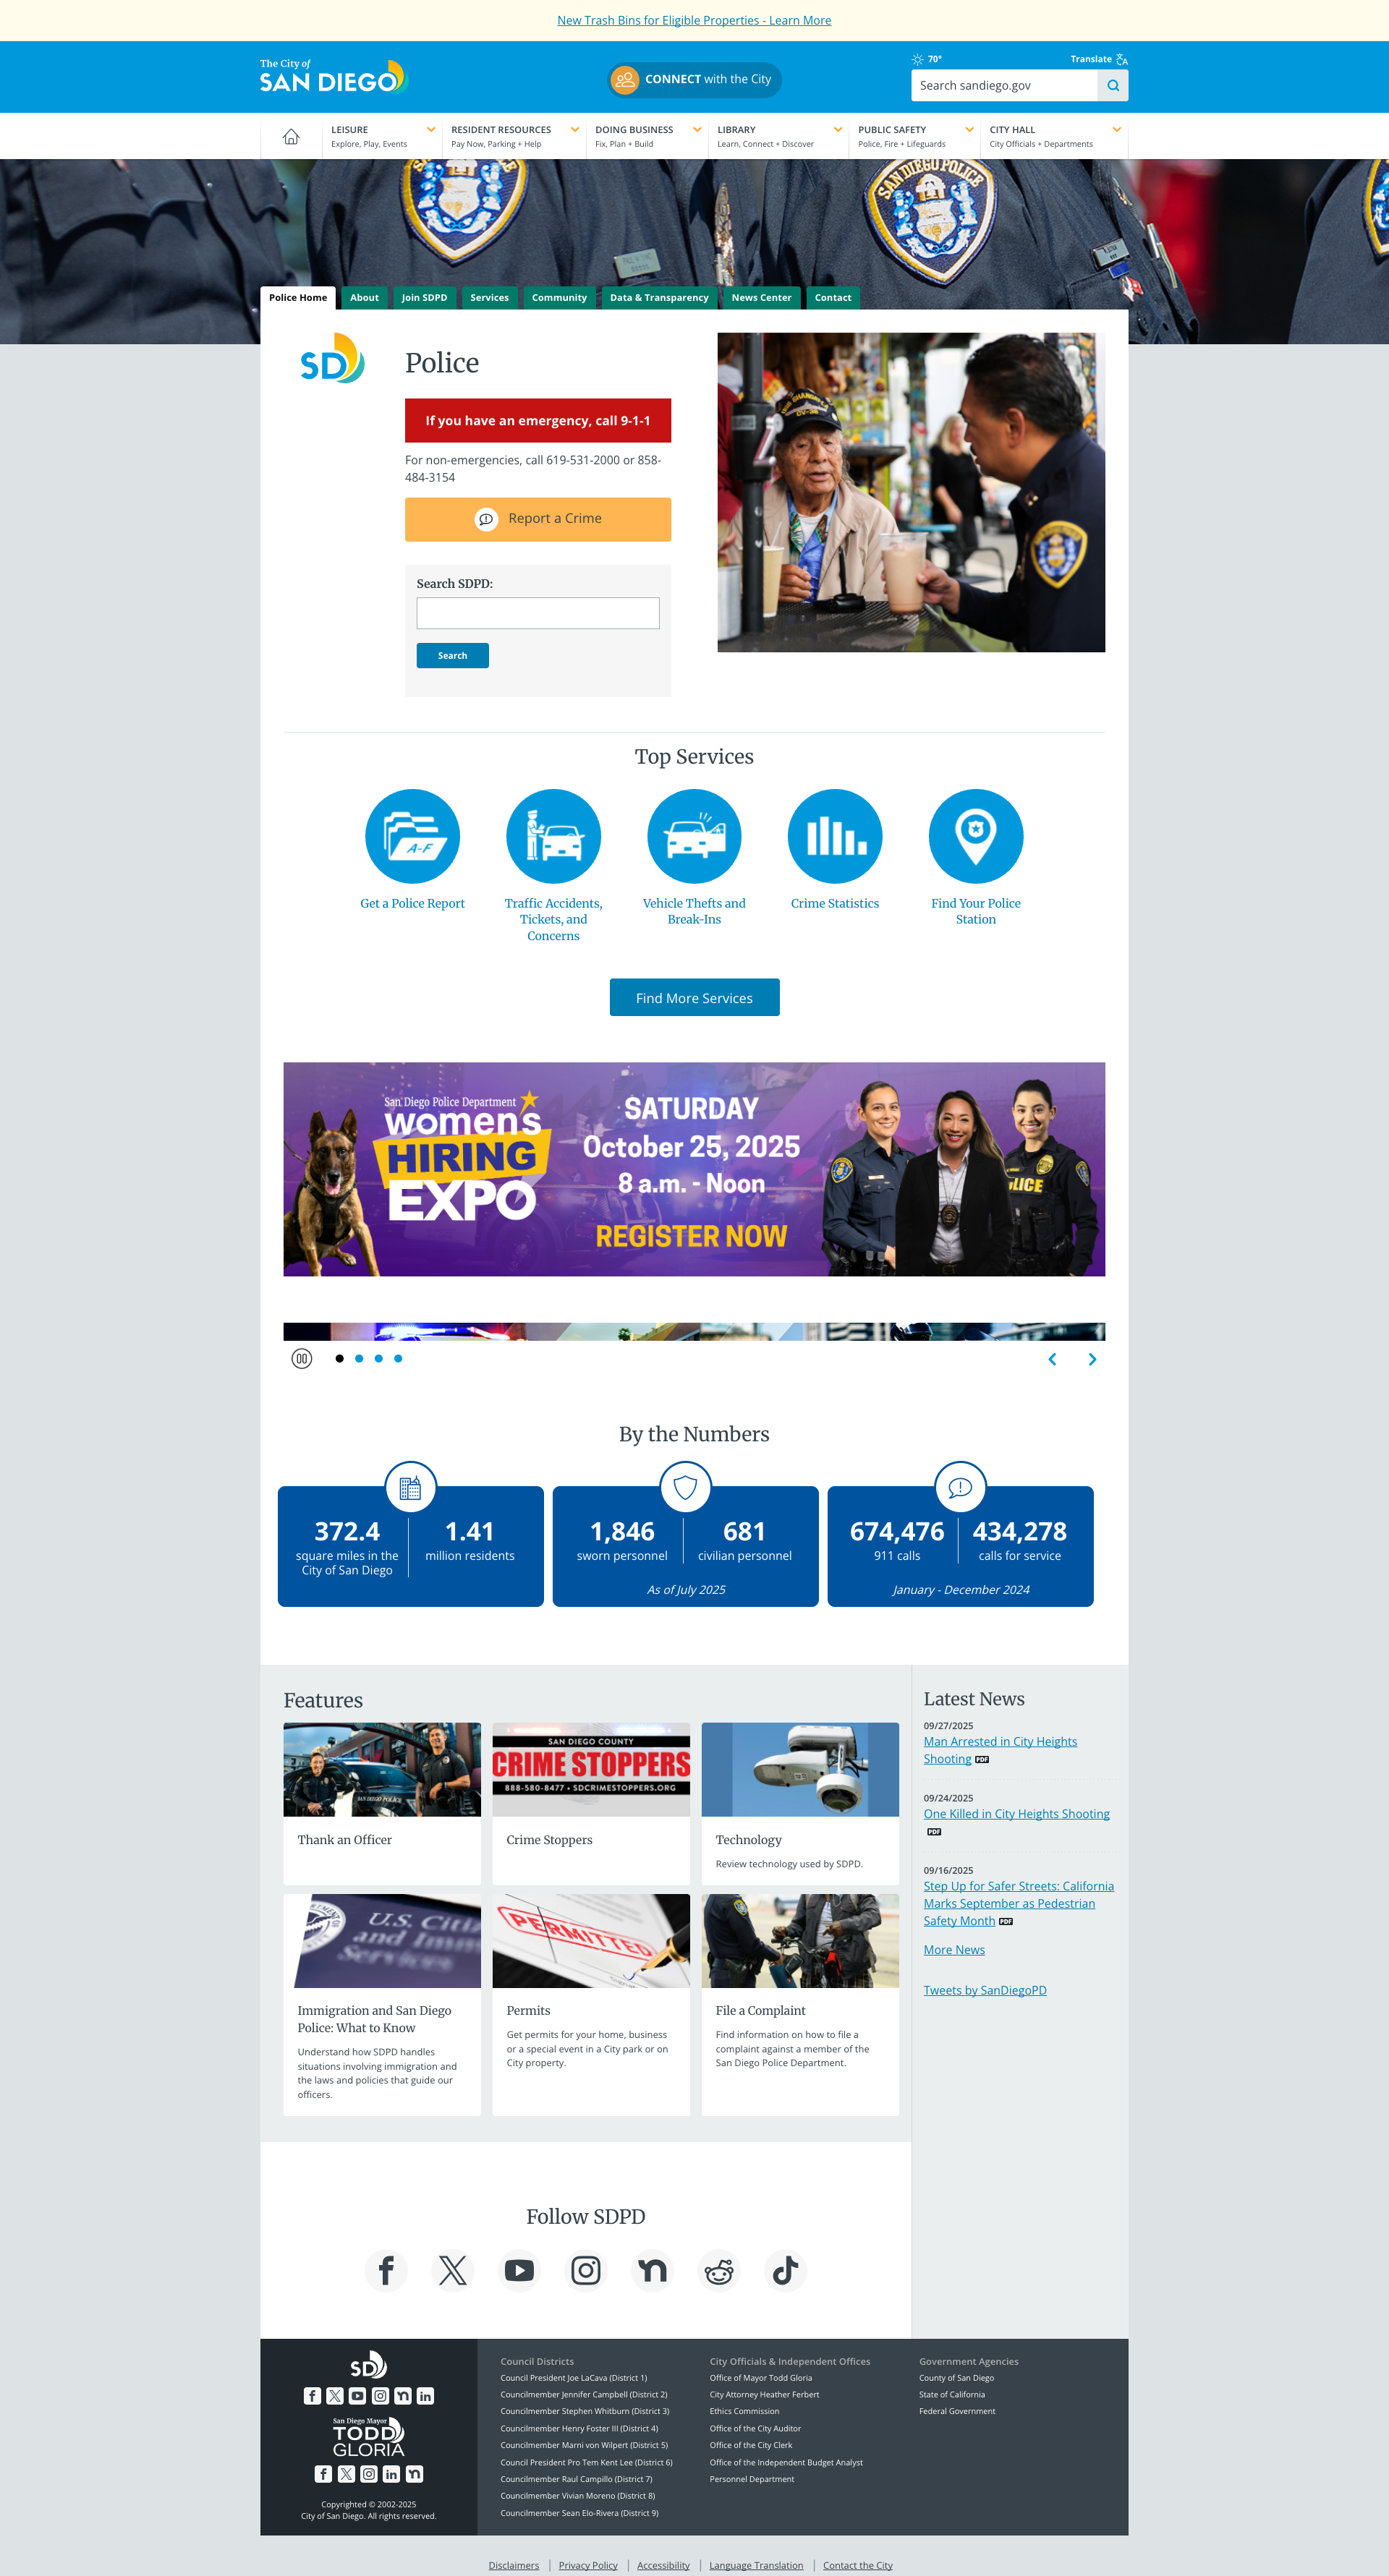 New Trash Bins for Eligible Properties - Learn More
The City of
SAN DIEGO
CONNECT with the City
70°
Translate
Search sandiego.gov
LEISURE
Explore, Play, Events
RESIDENT RESOURCES
Pay Now, Parking + Help
DOING BUSINESS
Fix, Plan + Build
LIBRARY
Learn, Connect + Discover
PUBLIC SAFETY
Police, Fire + Lifeguards
CITY HALL
City Officials + Departments
SAN DIEGO POLICE
Police Home
About
Join SDPD
Services
Community
Data & Transparency
News Center
Contact
SD
Police
If you have an emergency, call 9-1-1
For non-emergencies, call 619-531-2000 or 858-
484-3154
Report a Crime
Search SDPD:
Search
Top Services
A-F
Get a Police Report
Traffic Accidents,
Tickets, and
Concerns
Vehicle Thefts and
Break-Ins
Crime Statistics
Find Your Police
Station
Find More Services
San Diego Police Department
women's
HIRING
EXPO
SATURDAY
October 25, 2025
8 a.m. - Noon
REGISTER NOW
By the Numbers
372.4
square miles in the
City of San Diego
1.41
million residents
1,846
sworn personnel
681
civilian personnel
As of July 2025
674,476
911 calls
434,278
calls for service
January - December 2024
Features
Thank an Officer
SAN DIEGO COUNTY
CRIME STOPPERS
888-580-8477 • SDCRIMESTOPPERS.ORG
Crime Stoppers
Technology
Review technology used by SDPD.
Immigration and San Diego
Police: What to Know
Understand how SDPD handles
situations involving immigration and
the laws and policies that guide our
officers.
PERMITTED
Permits
Get permits for your home, business
or a special event in a City park or on
City property.
File a Complaint
Find information on how to file a
complaint against a member of the
San Diego Police Department.
Latest News
09/27/2025
Man Arrested in City Heights
Shooting PDF
09/24/2025
One Killed in City Heights Shooting
PDF
09/16/2025
Step Up for Safer Streets: California
Marks September as Pedestrian
Safety Month PDF
More News
Tweets by SanDiegoPD
Follow SDPD
SD
San Diego Mayor
TODD
GLORIA
Copyrighted © 2002-2025
City of San Diego. All rights reserved.
Council Districts
Council President Joe LaCava (District 1)
Councilmember Jennifer Campbell (District 2)
Councilmember Stephen Whitburn (District 3)
Councilmember Henry Foster III (District 4)
Councilmember Marni von Wilpert (District 5)
Council President Pro Tem Kent Lee (District 6)
Councilmember Raul Campillo (District 7)
Councilmember Vivian Moreno (District 8)
Councilmember Sean Elo-Rivera (District 9)
City Officials & Independent Offices
Office of Mayor Todd Gloria
City Attorney Heather Ferbert
Ethics Commission
Office of the City Auditor
Office of the City Clerk
Office of the Independent Budget Analyst
Personnel Department
Government Agencies
County of San Diego
State of California
Federal Government
Disclaimers
Privacy Policy
Accessibility
Language Translation
Contact the City